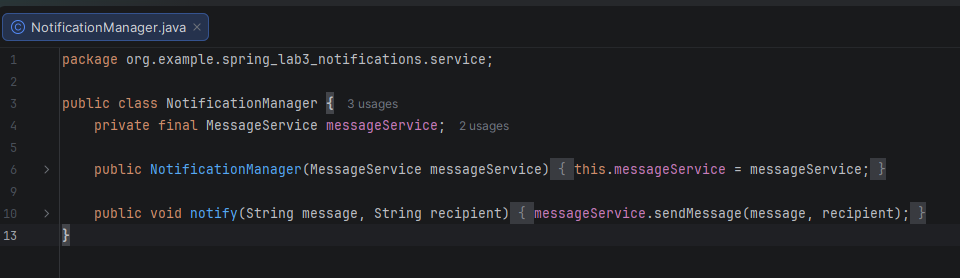 NotificationManager.java ×
1 package org.example.spring_lab3_notifications.service;
2
3 public class NotificationManager { 3 usages
4 private final MessageService messageService; 2 usages
5
6 public NotificationManager(MessageService messageService) { this.messageService = messageService; }
9
10 public void notify(String message, String recipient) { messageService.sendMessage(message, recipient); }
13 }